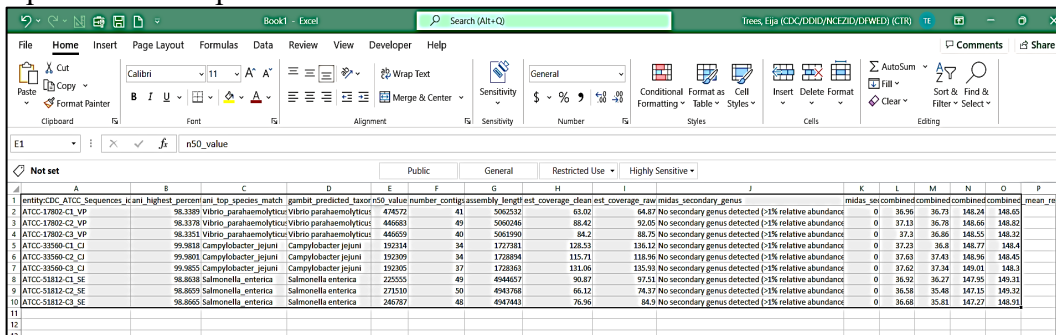 Book1 - Excel
Search (Alt+Q)
Trees, Eija (CDC/DDID/NCEZID/DFWED) (CTR) TE
File Home Insert Page Layout Formulas Data Review View Developer Help
Comments Share
Paste
Cut
Copy
Format Painter
Calibri 11
B I U
Wrap Text
Merge & Center
Sensitivity
General
$ % 9
Conditional Formatting
Format as Table
Cell Styles
Insert Delete Format
AutoSum
Fill
Clear
Sort & Filter
Find & Select
Clipboard Font Alignment Sensitivity Number Styles Cells Editing
E1 fx n50_value
Not set Public General Restricted Use Highly Sensitive
A B C D E F G H I J K L M N O P
1 entity:CDC_ATCC_Sequences_id ani_highest_percent ani_top_species_match gambit_predicted_taxon n50_value number_contigs assembly_length est_coverage_clean est_coverage_raw midas_secondary_genus midas_sec combined combined combined combined_mean_re
2 ATCC-17802-C1_VP 98.3389 Vibrio_parahaemolyticus Vibrio parahaemolyticus 474572 41 5062532 63.02 64.87 No secondary genus detected (>1% relative abundance 0 36.96 36.73 148.24 148.65
3 ATCC-17802-C2_VP 98.3378 Vibrio_parahaemolyticus Vibrio parahaemolyticus 446683 49 5060246 88.42 92.05 No secondary genus detected (>1% relative abundance 0 37.13 36.78 148.66 148.82
4 ATCC-17802-C3_VP 98.3351 Vibrio_parahaemolyticus Vibrio parahaemolyticus 446659 40 5061990 84.2 88.75 No secondary genus detected (>1% relative abundance 0 37.3 36.86 148.55 148.32
5 ATCC-33560-C1_CJ 99.9818 Campylobacter_jejuni Campylobacter jejuni 192314 34 1727381 128.53 136.12 No secondary genus detected (>1% relative abundance 0 37.23 36.8 148.77 148.4
6 ATCC-33560-C2_CJ 99.9801 Campylobacter_jejuni Campylobacter jejuni 192309 34 1728894 115.71 118.96 No secondary genus detected (>1% relative abundance 0 37.63 37.43 148.96 148.45
7 ATCC-33560-C3_CJ 99.9855 Campylobacter_jejuni Campylobacter jejuni 192305 37 1728363 131.06 135.93 No secondary genus detected (>1% relative abundance 0 37.62 37.34 149.01 148.3
8 ATCC-51812-C1_SE 98.8638 Salmonella_enterica Salmonella enterica 225555 49 4944657 90.87 97.51 No secondary genus detected (>1% relative abundance 0 36.92 36.27 147.95 149.31
9 ATCC-51812-C2_SE 98.8659 Salmonella_enterica Salmonella enterica 271510 50 4943768 66.12 74.37 No secondary genus detected (>1% relative abundance 0 36.58 35.48 147.15 149.32
10 ATCC-51812-C3_SE 98.8665 Salmonella_enterica Salmonella enterica 246787 48 4947443 76.96 84.9 No secondary genus detected (>1% relative abundance 0 36.68 35.81 147.27 148.91
11
12